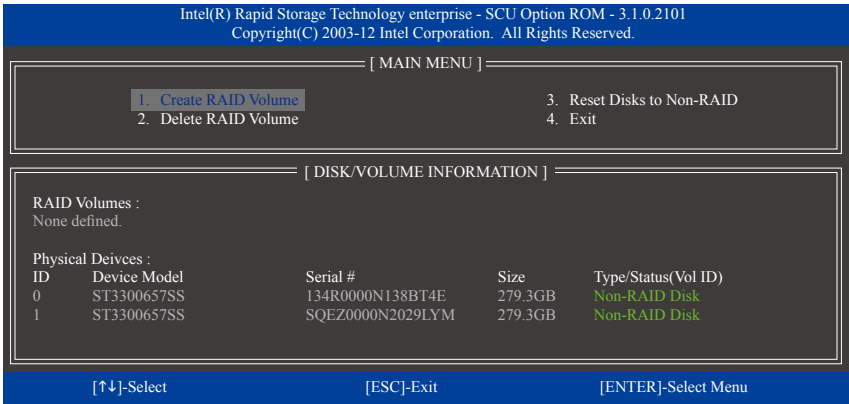 Intel(R) Rapid Storage Technology enterprise - SCU Option ROM - 3.1.0.2101
Copyright(C) 2003-12 Intel Corporation.  All Rights Reserved.
[ MAIN MENU ]
1. Create RAID Volume 3. Reset Disks to Non-RAID
2. Delete RAID Volume 4. Exit
[ DISK/VOLUME INFORMATION ]
RAID Volumes :
None defined.
Physical Deivces :
ID Device Model Serial # Size Type/Status(Vol ID)
0 ST3300657SS 134R0000N138BT4E 279.3GB Non-RAID Disk
1 ST3300657SS SQEZ0000N2029LYM 279.3GB Non-RAID Disk
[↑↓]-Select [ESC]-Exit [ENTER]-Select Menu